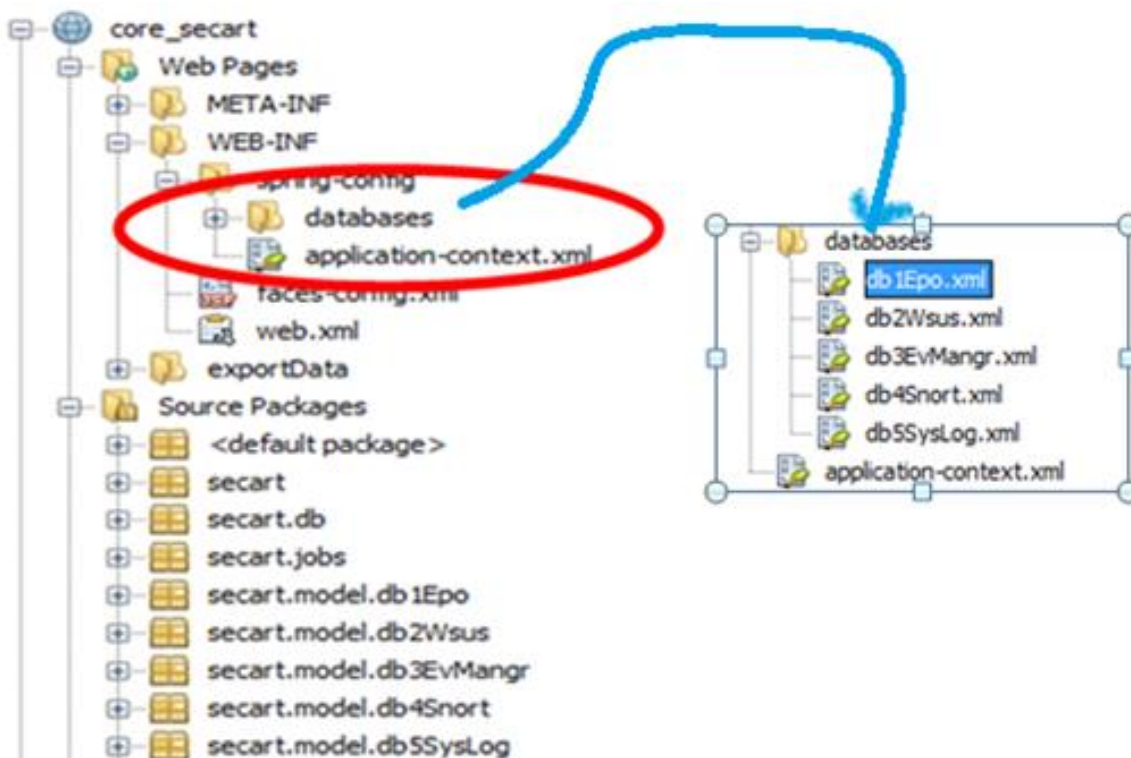 core_secart
Web Pages
META-INF
WEB-INF
spring-config
databases
application-context.xml
faces-config.xml
web.xml
exportData
Source Packages
<default package>
secart
secart.db
secart.jobs
secart.model.db1Epo
secart.model.db2Wsus
secart.model.db3EvMangr
secart.model.db4Snort
secart.model.db5SysLog
databases
db1Epo.xml
db2Wsus.xml
db3EvMangr.xml
db4Snort.xml
db5SysLog.xml
application-context.xml